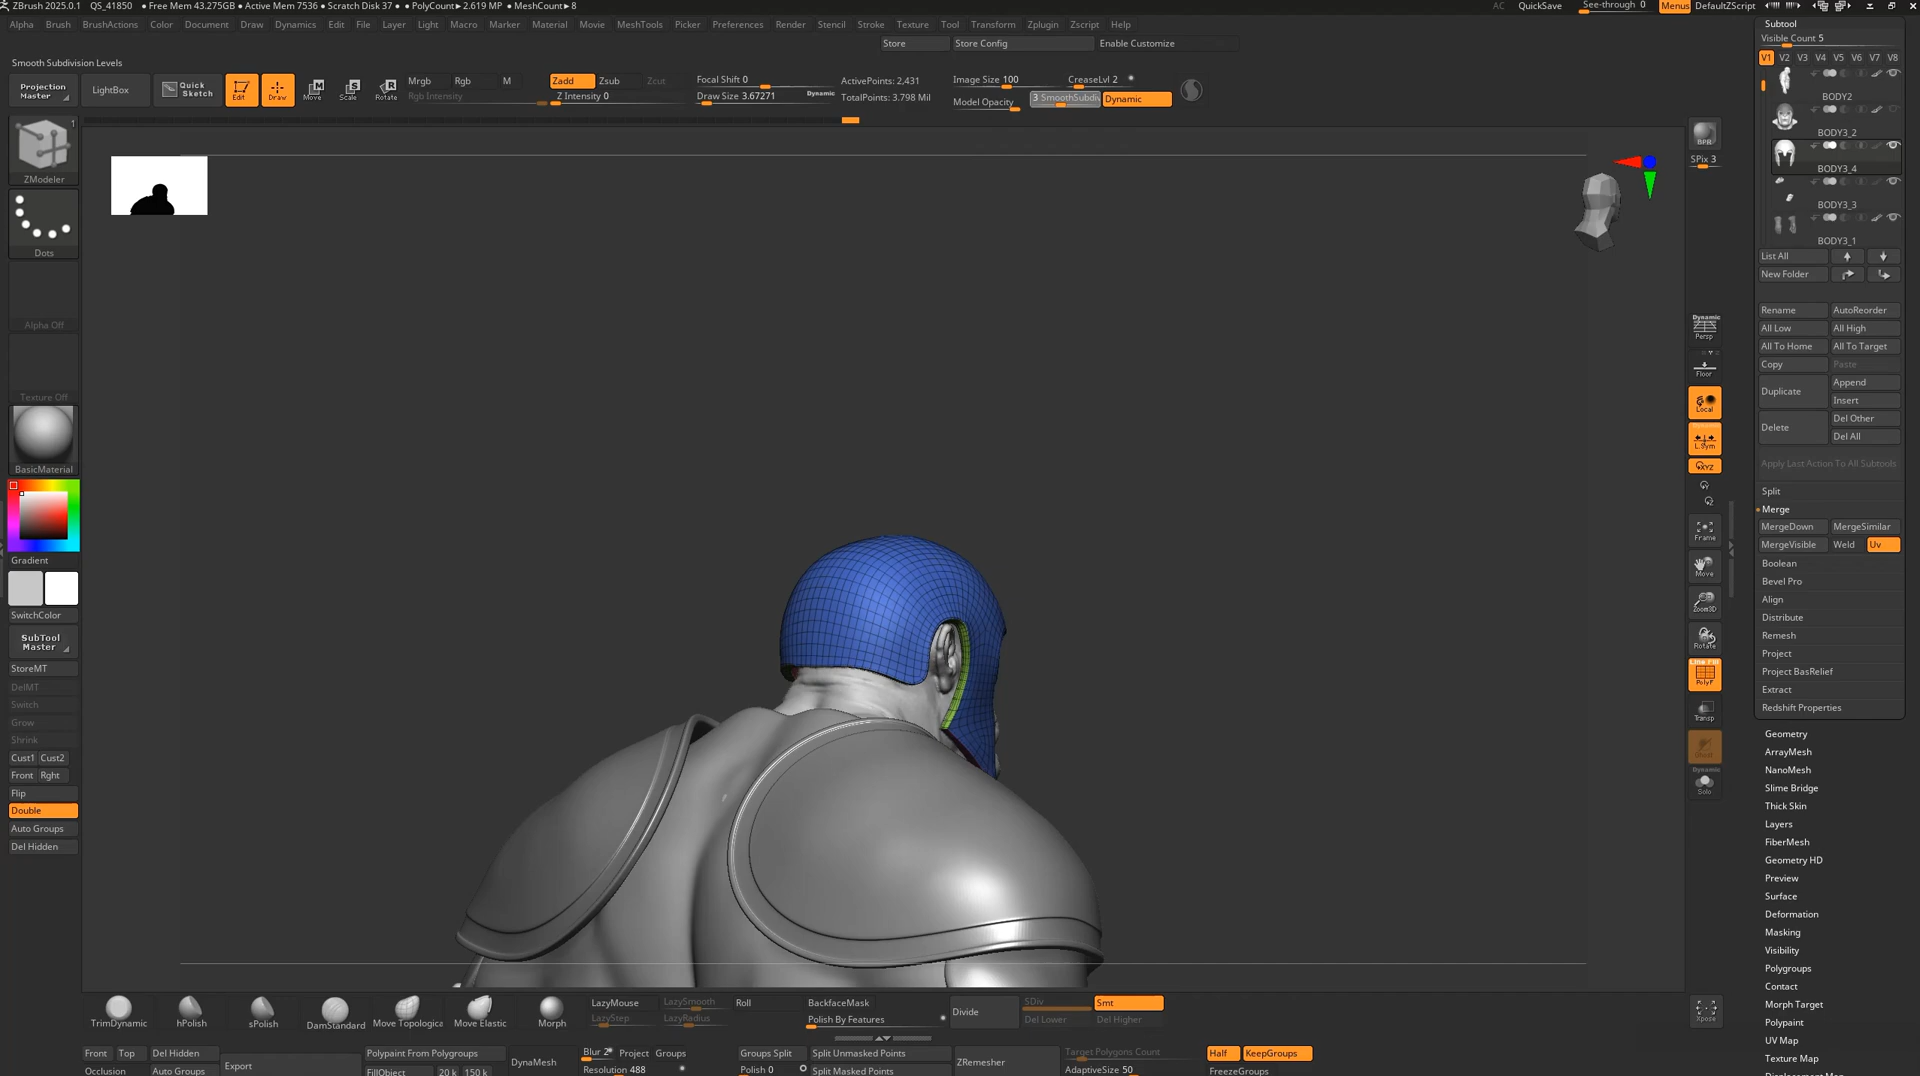 ZBrush 2025.0.1 QS_41850 • Free Mem 43.275GB • Active Mem 7536 • Scratch Disk 37 • • PolyCount▸ 2.619 MP • MeshCount▸ 8
AC QuickSave See-through 0 Menus DefaultZScript
Alpha Brush BrushActions Color Document Draw Dynamics Edit File Layer Light Macro Marker Material Movie MeshTools Picker Preferences Render Stencil Stroke Texture Tool Transform Zplugin Zscript Help
Store Store Config Enable Customize
Smooth Subdivision Levels
Projection Master
LightBox
Quick Sketch
Edit Draw Move Scale Rotate
Mrgb Rgb M
Rgb Intensity
Zadd Zsub Zcut
Z Intensity 0
Focal Shift 0
Draw Size 3.67271 Dynamic
ActivePoints: 2,431
TotalPoints: 3.798 Mil
Image Size 100
Model Opacity
CreaseLvl 2
3 SmoothSubdiv Dynamic
1
ZModeler
Dots
Alpha Off
Texture Off
BasicMaterial
Gradient
SwitchColor
SubTool Master
StoreMT
DelMT
Switch
Grow
Shrink
Cust1 Cust2
Front Rght
Flip
Double
Auto Groups
Del Hidden
BPR
SPix 3
Dynamic
Persp
Floor
Local
L.Sym
XYZ
Frame
Move
Zoom3D
Rotate
Line Fill
PolyF
Transp
Ghost
Dynamic
Solo
Xpose
Subtool
Visible Count 5
V1 V2 V3 V4 V5 V6 V7 V8
BODY2
BODY3_2
BODY3_4
BODY3_3
BODY3_1
List All
New Folder
Rename AutoReorder
All Low All High
All To Home All To Target
Copy Paste
Duplicate Append
Insert
Delete Del Other
Del All
Apply Last Action To All Subtools
Split
Merge
MergeDown MergeSimilar
MergeVisible Weld Uv
Boolean
Bevel Pro
Align
Distribute
Remesh
Project
Project BasRelief
Extract
Redshift Properties
Geometry
ArrayMesh
NanoMesh
Slime Bridge
Thick Skin
Layers
FiberMesh
Geometry HD
Preview
Surface
Deformation
Masking
Visibility
Polygroups
Contact
Morph Target
Polypaint
UV Map
Texture Map
TrimDynamic hPolish sPolish DamStandard Move Topologica Move Elastic Morph
LazyMouse LazySmooth Roll BackfaceMask
LazyStep LazyRadius Polish By Features
Divide
SDiv Smt
Del Lower Del Higher
Front Top Del Hidden
Occlusion Auto Groups
Export
Polypaint From Polygroups
FillObject 20 k 150 k
DynaMesh
Blur 2 Project Groups
Resolution 488
Groups Split Split Unmasked Points
Polish 0 Split Masked Points
ZRemesher
Target Polygons Count Half KeepGroups
AdaptiveSize 50 FreezeGroups